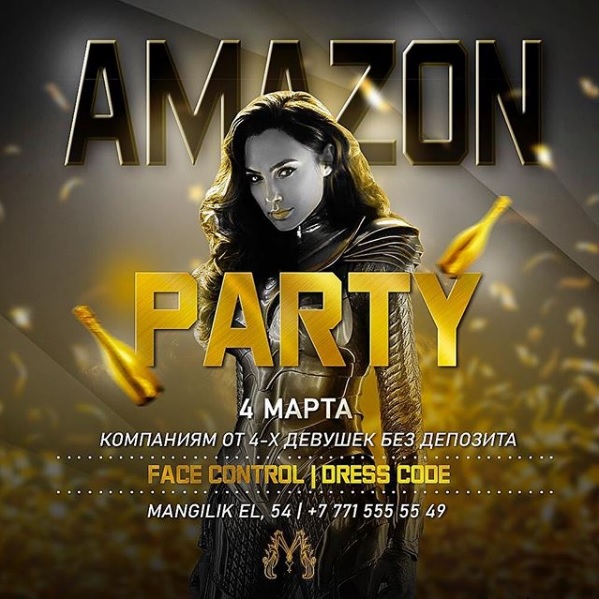 AMAZON
PARTY
4 МАРТА
КОМПАНИЯМ ОТ 4-Х ДЕВУШЕК БЕЗ ДЕПОЗИТА
FACE CONTROL | DRESS CODE
MANGILIK EL, 54 | +7 771 555 55 49
M